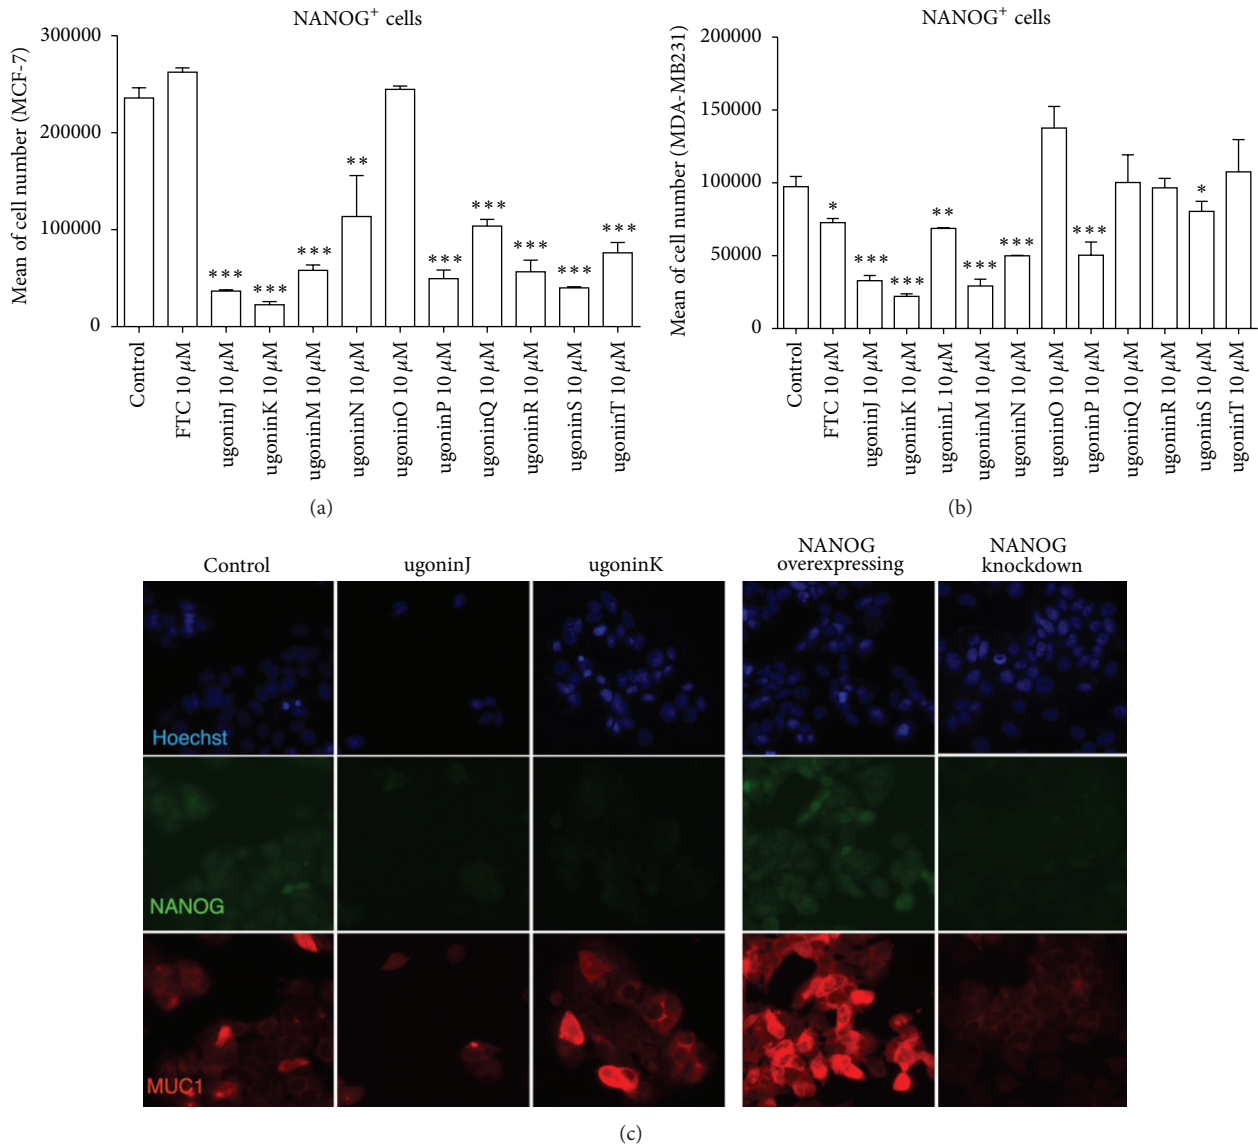 NANOG+ cells
Mean of cell number (MCF-7)
300000
200000
100000
0
** 
*** *** *** *** *** *** *** ***
Control
FTC 10 μM
ugoninJ 10 μM
ugoninK 10 μM
ugoninM 10 μM
ugoninN 10 μM
ugoninO 10 μM
ugoninP 10 μM
ugoninQ 10 μM
ugoninR 10 μM
ugoninS 10 μM
ugoninT 10 μM
(a)
NANOG+ cells
Mean of cell number (MDA-MB231)
200000
150000
100000
50000
0
* *** *** ** *** *** *** *
Control
FTC 10 μM
ugoninJ 10 μM
ugoninK 10 μM
ugoninL 10 μM
ugoninM 10 μM
ugoninN 10 μM
ugoninO 10 μM
ugoninP 10 μM
ugoninQ 10 μM
ugoninR 10 μM
ugoninS 10 μM
ugoninT 10 μM
(b)
Control
ugoninJ
ugoninK
NANOG
overexpressing
NANOG
knockdown
Hoechst
NANOG
MUC1
(c)